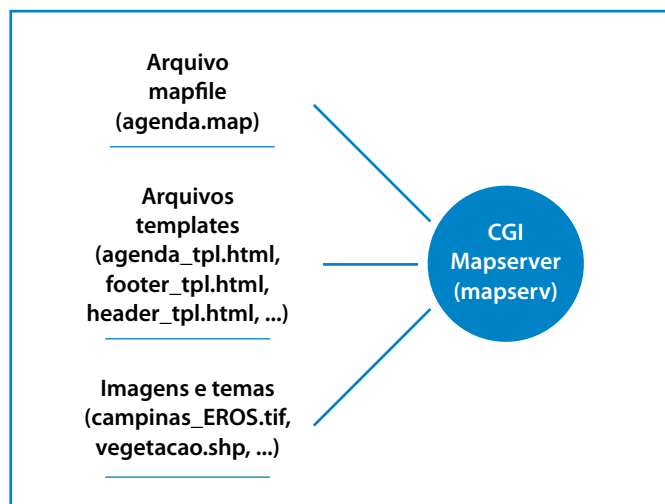 Arquivo
mapfile
(agenda.map)
Arquivos
templates
(agenda_tpl.html,
footer_tpl.html,
header_tpl.html, ...)
Imagens e temas
(campinas_EROS.tif,
vegetacao.shp, ...)
CGI
Mapserver
(mapserv)